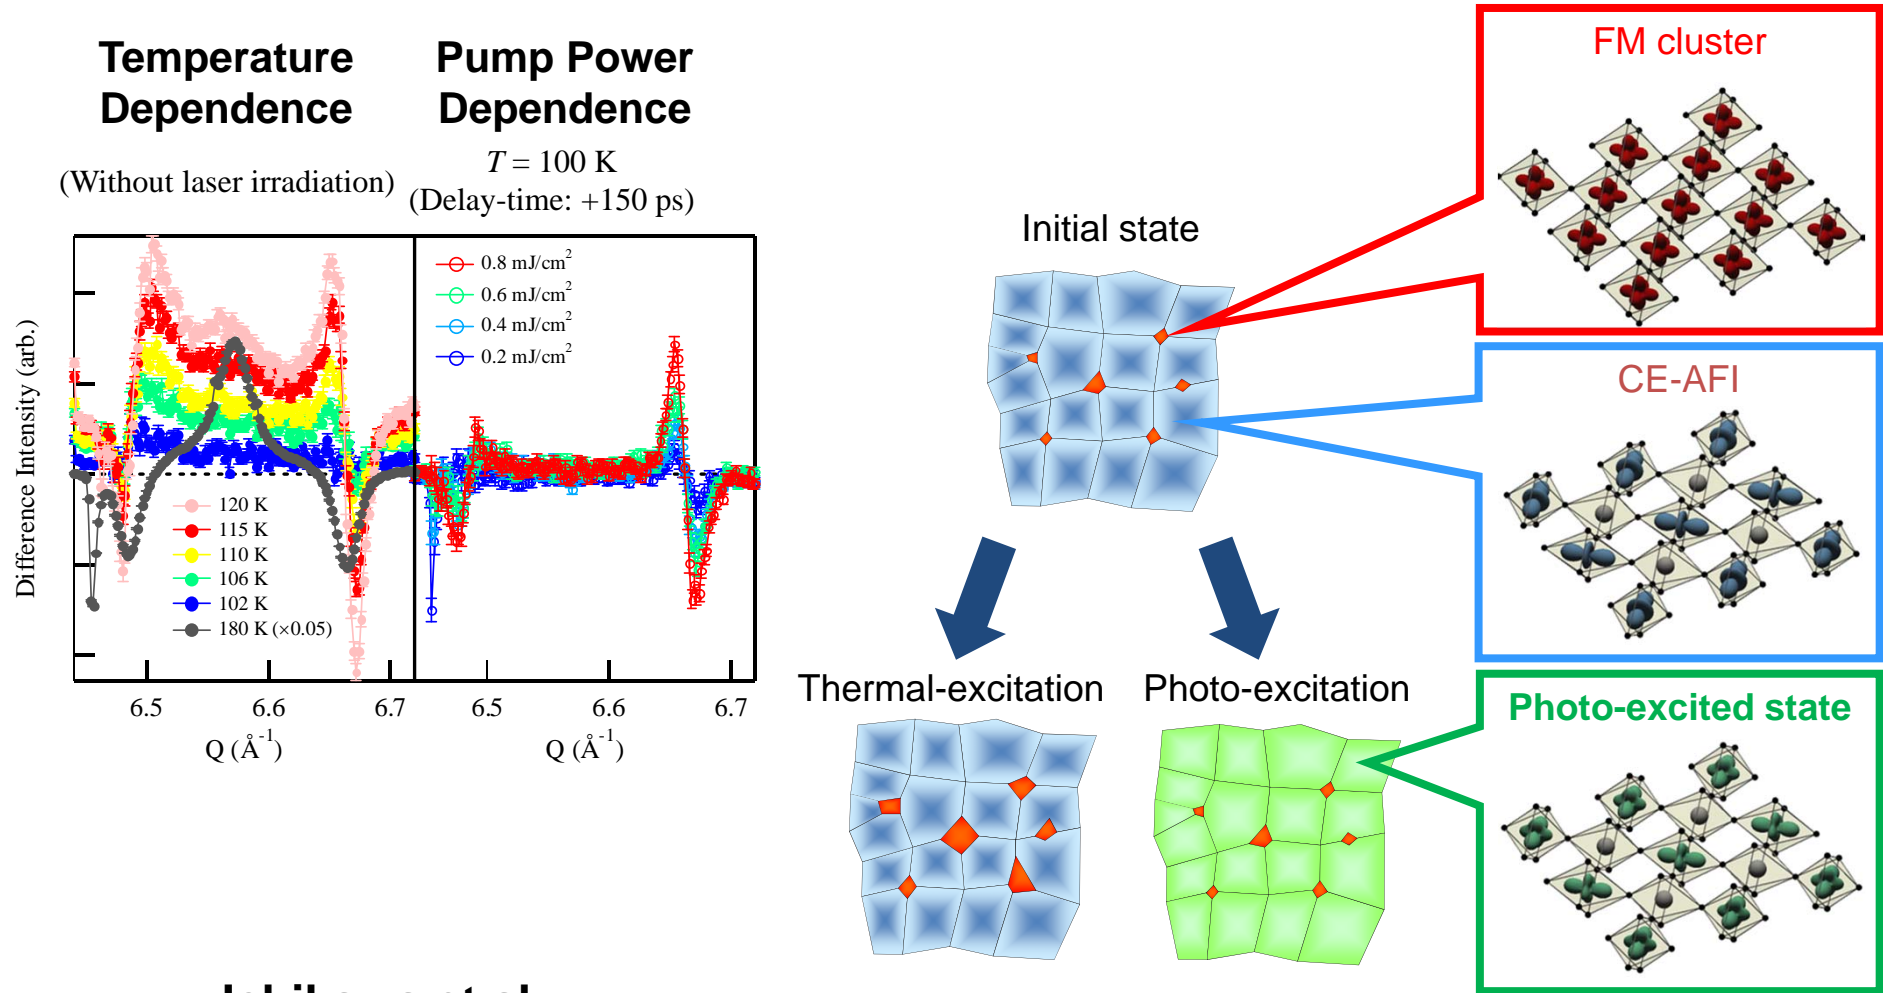 Temperature
Dependence
(Without laser irradiation)
Pump Power
Dependence
T = 100 K
(Delay-time: +150 ps)
Difference Intensity (arb.)
120 K
115 K
110 K
106 K
102 K
180 K (×0.05)
0.8 mJ/cm²
0.6 mJ/cm²
0.4 mJ/cm²
0.2 mJ/cm²
6.5 6.6 6.7 6.5 6.6 6.7
Q (Å⁻¹) Q (Å⁻¹)
Initial state
Thermal-excitation Photo-excitation
FM cluster
CE-AFI
Photo-excited state